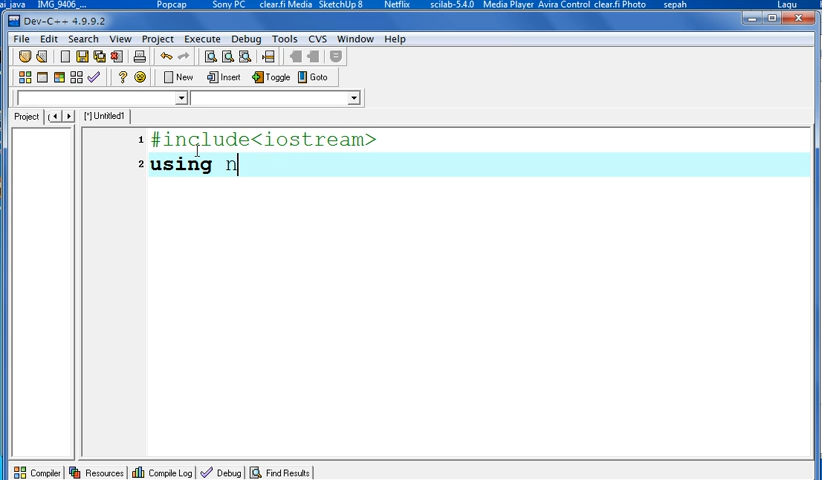 ai_java IMG_9406_... Popcap Sony PC clear.fi Media SketchUp 8 Netflix scilab-5.4.0 Media Player Avira Control clear.fi Photo sepah Lagu
Dev-C++ 4.9.9.2
File Edit Search View Project Execute Debug Tools CVS Window Help
New Insert Toggle Goto
Project [*] Untitled1
1 #include<iostream>
2 using n
Compiler Resources Compile Log Debug Find Results